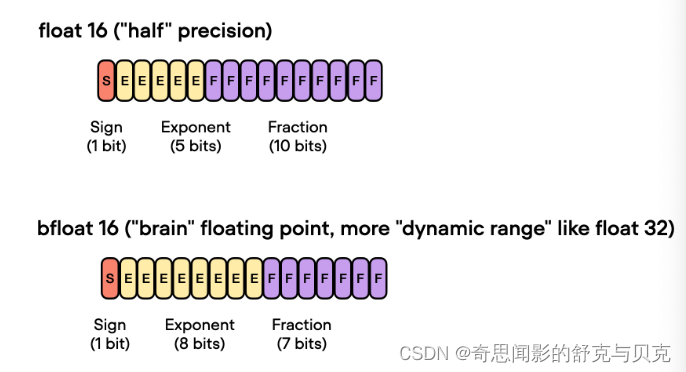 float 16 ("half" precision)
S E E E E E F F F F F F F F F F
Sign Exponent Fraction
(1 bit) (5 bits) (10 bits)
bfloat 16 ("brain" floating point, more "dynamic range" like float 32)
S E E E E E E E E F F F F F F F
Sign Exponent Fraction
(1 bit) (8 bits) (7 bits)
CSDN @奇思闻影的舒克与贝克